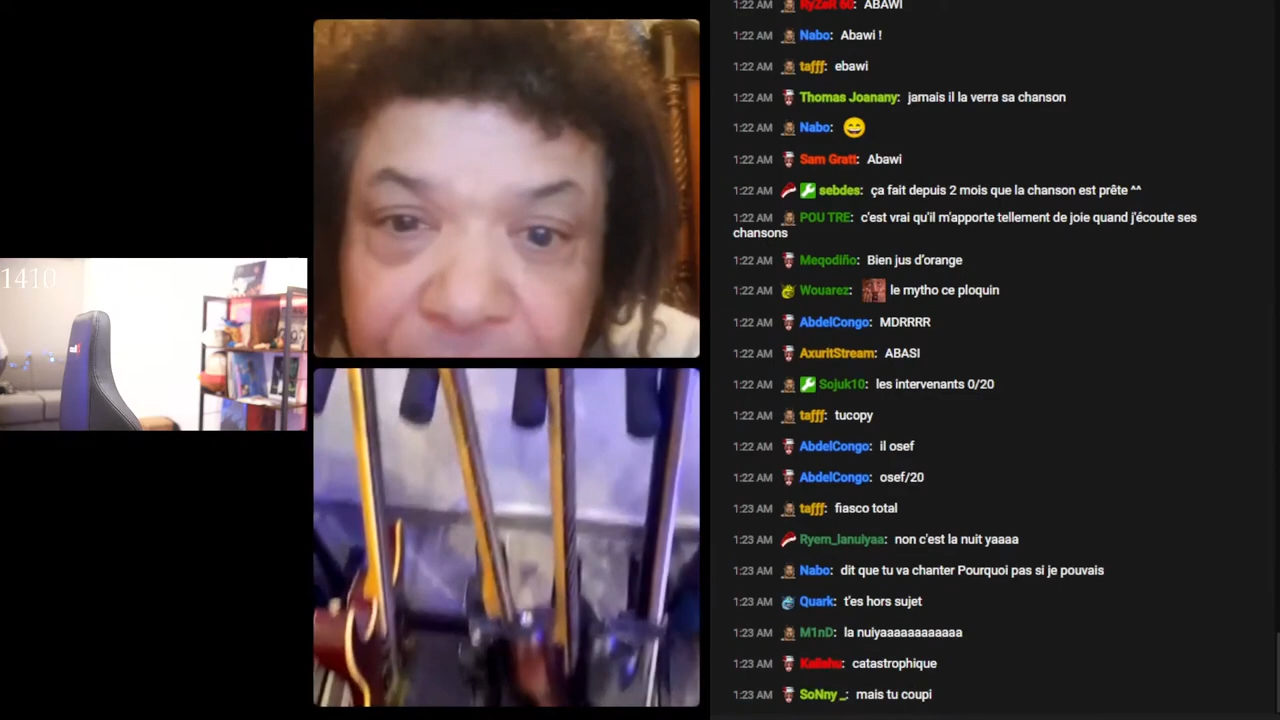 1410
1:22 AM RyZeR 60: ABAWI
1:22 AM Nabo: Abawi !
1:22 AM tafff: ebawi
1:22 AM Thomas Joanany: jamais il la verra sa chanson
1:22 AM Nabo: 😄
1:22 AM Sam Gratt: Abawi
1:22 AM sebdes: ça fait depuis 2 mois que la chanson est prête ^^
1:22 AM POU TRE: c'est vrai qu'il m'apporte tellement de joie quand j'écoute ses
chansons
1:22 AM Meqodiño: Bien jus d'orange
1:22 AM Wouarez: le mytho ce ploquin
1:22 AM AbdelCongo: MDRRRR
1:22 AM AxuritStream: ABASI
1:22 AM Sojuk10: les intervenants 0/20
1:22 AM tafff: tucopy
1:22 AM AbdelCongo: il osef
1:22 AM AbdelCongo: osef/20
1:23 AM tafff: fiasco total
1:23 AM Ryem_lanuiyaa: non c'est la nuit yaaaa
1:23 AM Nabo: dit que tu va chanter Pourquoi pas si je pouvais
1:23 AM Quark: t'es hors sujet
1:23 AM M1nD: la nuiyaaaaaaaaaaaa
1:23 AM catastrophique
1:23 AM SoNny _: mais tu coupi